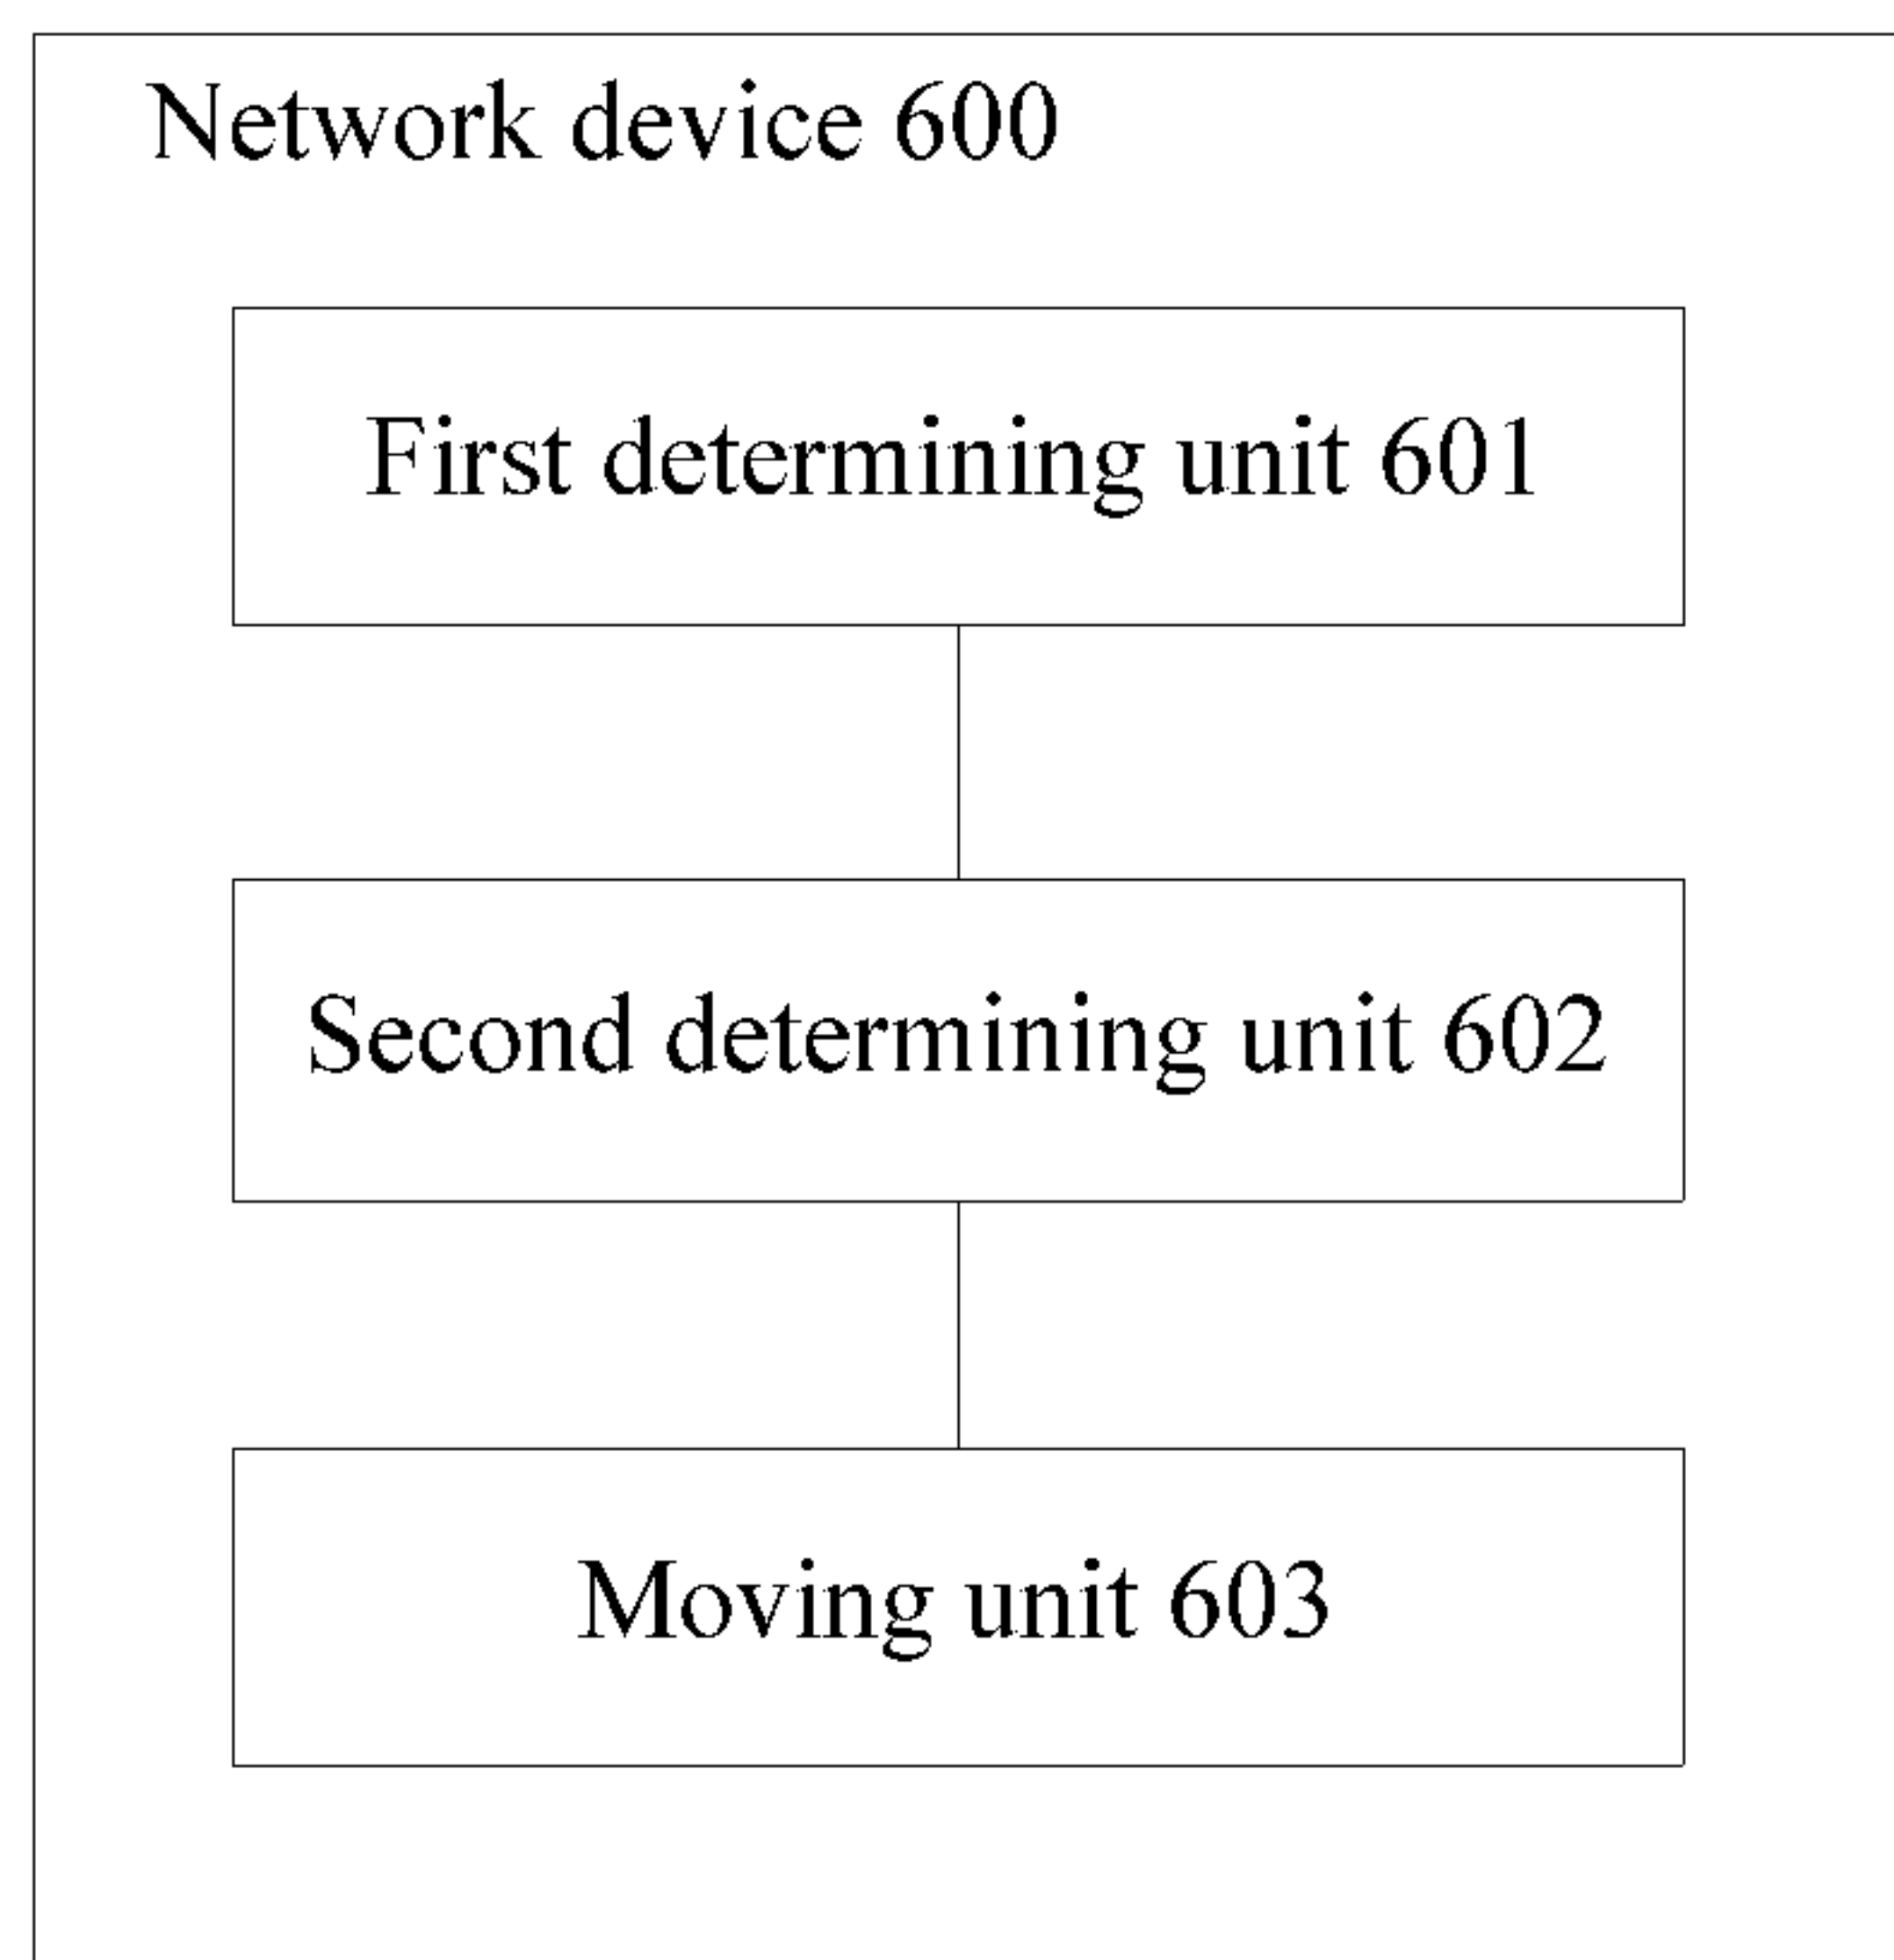 Network device 600
First determining unit 601
Second determining unit 602
Moving unit 603